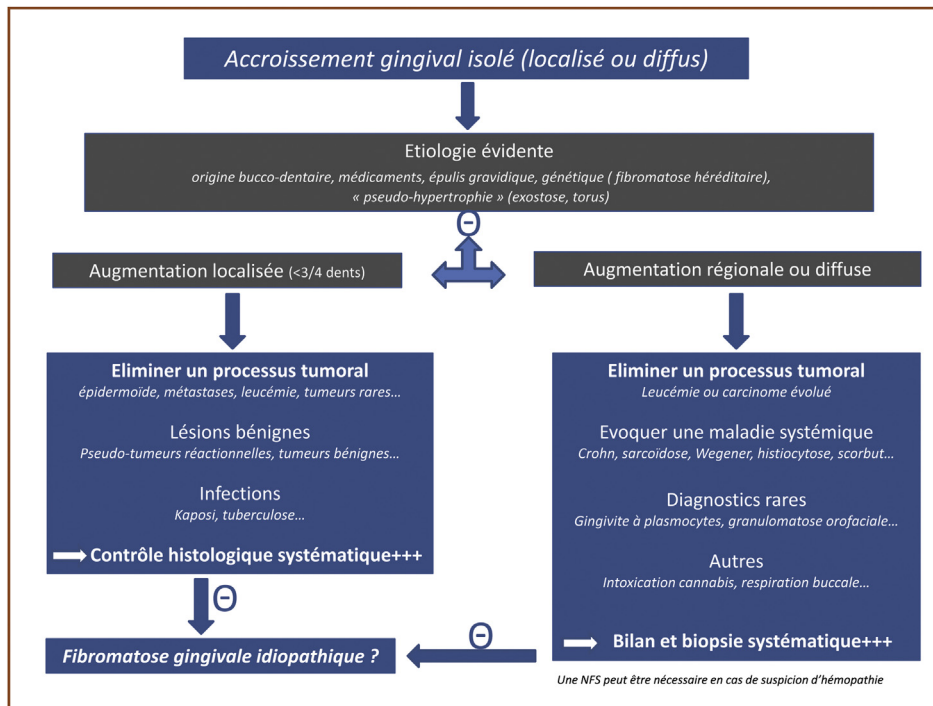 Accroissement gingival isolé (localisé ou diffus)
Etiologie évidente
origine bucco-dentaire, médicaments, épulis gravidique, génétique ( fibromatose héréditaire),
« pseudo-hypertrophie » (exostose, torus)
Θ
Augmentation localisée (<3/4 dents)
Augmentation régionale ou diffuse
Eliminer un processus tumoral
épidermoïde, métastases, leucémie, tumeurs rares...
Lésions bénignes
Pseudo-tumeurs réactionnelles, tumeurs bénignes...
Infections
Kaposi, tuberculose...
Contrôle histologique systématique+++
Eliminer un processus tumoral
Leucémie ou carcinome évolué
Evoquer une maladie systémique
Crohn, sarcoïdose, Wegener, histiocytose, scorbut...
Diagnostics rares
Gingivite à plasmocytes, granulomatose orofaciale...
Autres
Intoxication cannabis, respiration buccale...
Bilan et biopsie systématique+++
Θ
Θ
Fibromatose gingivale idiopathique ?
Une NFS peut être nécessaire en cas de suspicion d'hémopathie